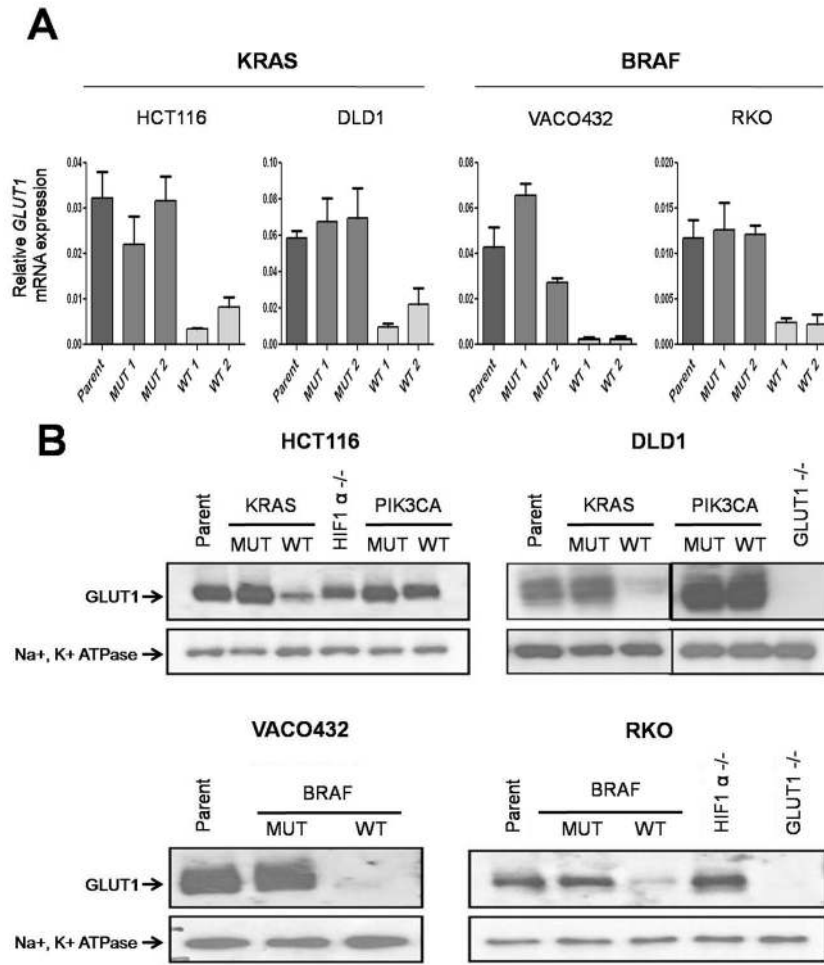 A
KRAS
BRAF
HCT116
DLD1
VACO432
RKO
Relative GLUT1
mRNA expression
0.04
0.03
0.02
0.01
0.00
Parent
MUT 1
MUT 2
WT 1
WT 2
0.10
0.08
0.06
0.04
0.02
0.00
Parent
MUT 1
MUT 2
WT 1
WT 2
0.08
0.06
0.04
0.02
0.00
Parent
MUT 1
MUT 2
WT 1
WT 2
0.020
0.015
0.010
0.005
0.000
Parent
MUT 1
MUT 2
WT 1
WT 2
B
HCT116
Parent
KRAS
MUT WT
HIF1 α -/-
PIK3CA
MUT WT
DLD1
Parent
KRAS
MUT WT
PIK3CA
MUT WT
GLUT1 -/-
GLUT1
Na+, K+ ATPase
VACO432
Parent
BRAF
MUT WT
RKO
Parent
BRAF
MUT WT
HIF1 α -/-
GLUT1 -/-
GLUT1
Na+, K+ ATPase